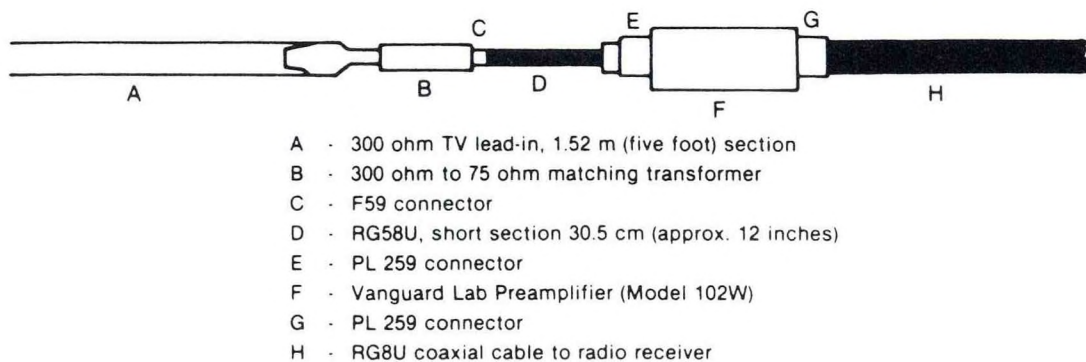 C E G
A B D F H
A - 300 ohm TV lead-in, 1.52 m (five foot) section
B - 300 ohm to 75 ohm matching transformer
C - F59 connector
D - RG58U, short section 30.5 cm (approx. 12 inches)
E - PL 259 connector
F - Vanguard Lab Preamplifier (Model 102W)
G - PL 259 connector
H - RG8U coaxial cable to radio receiver